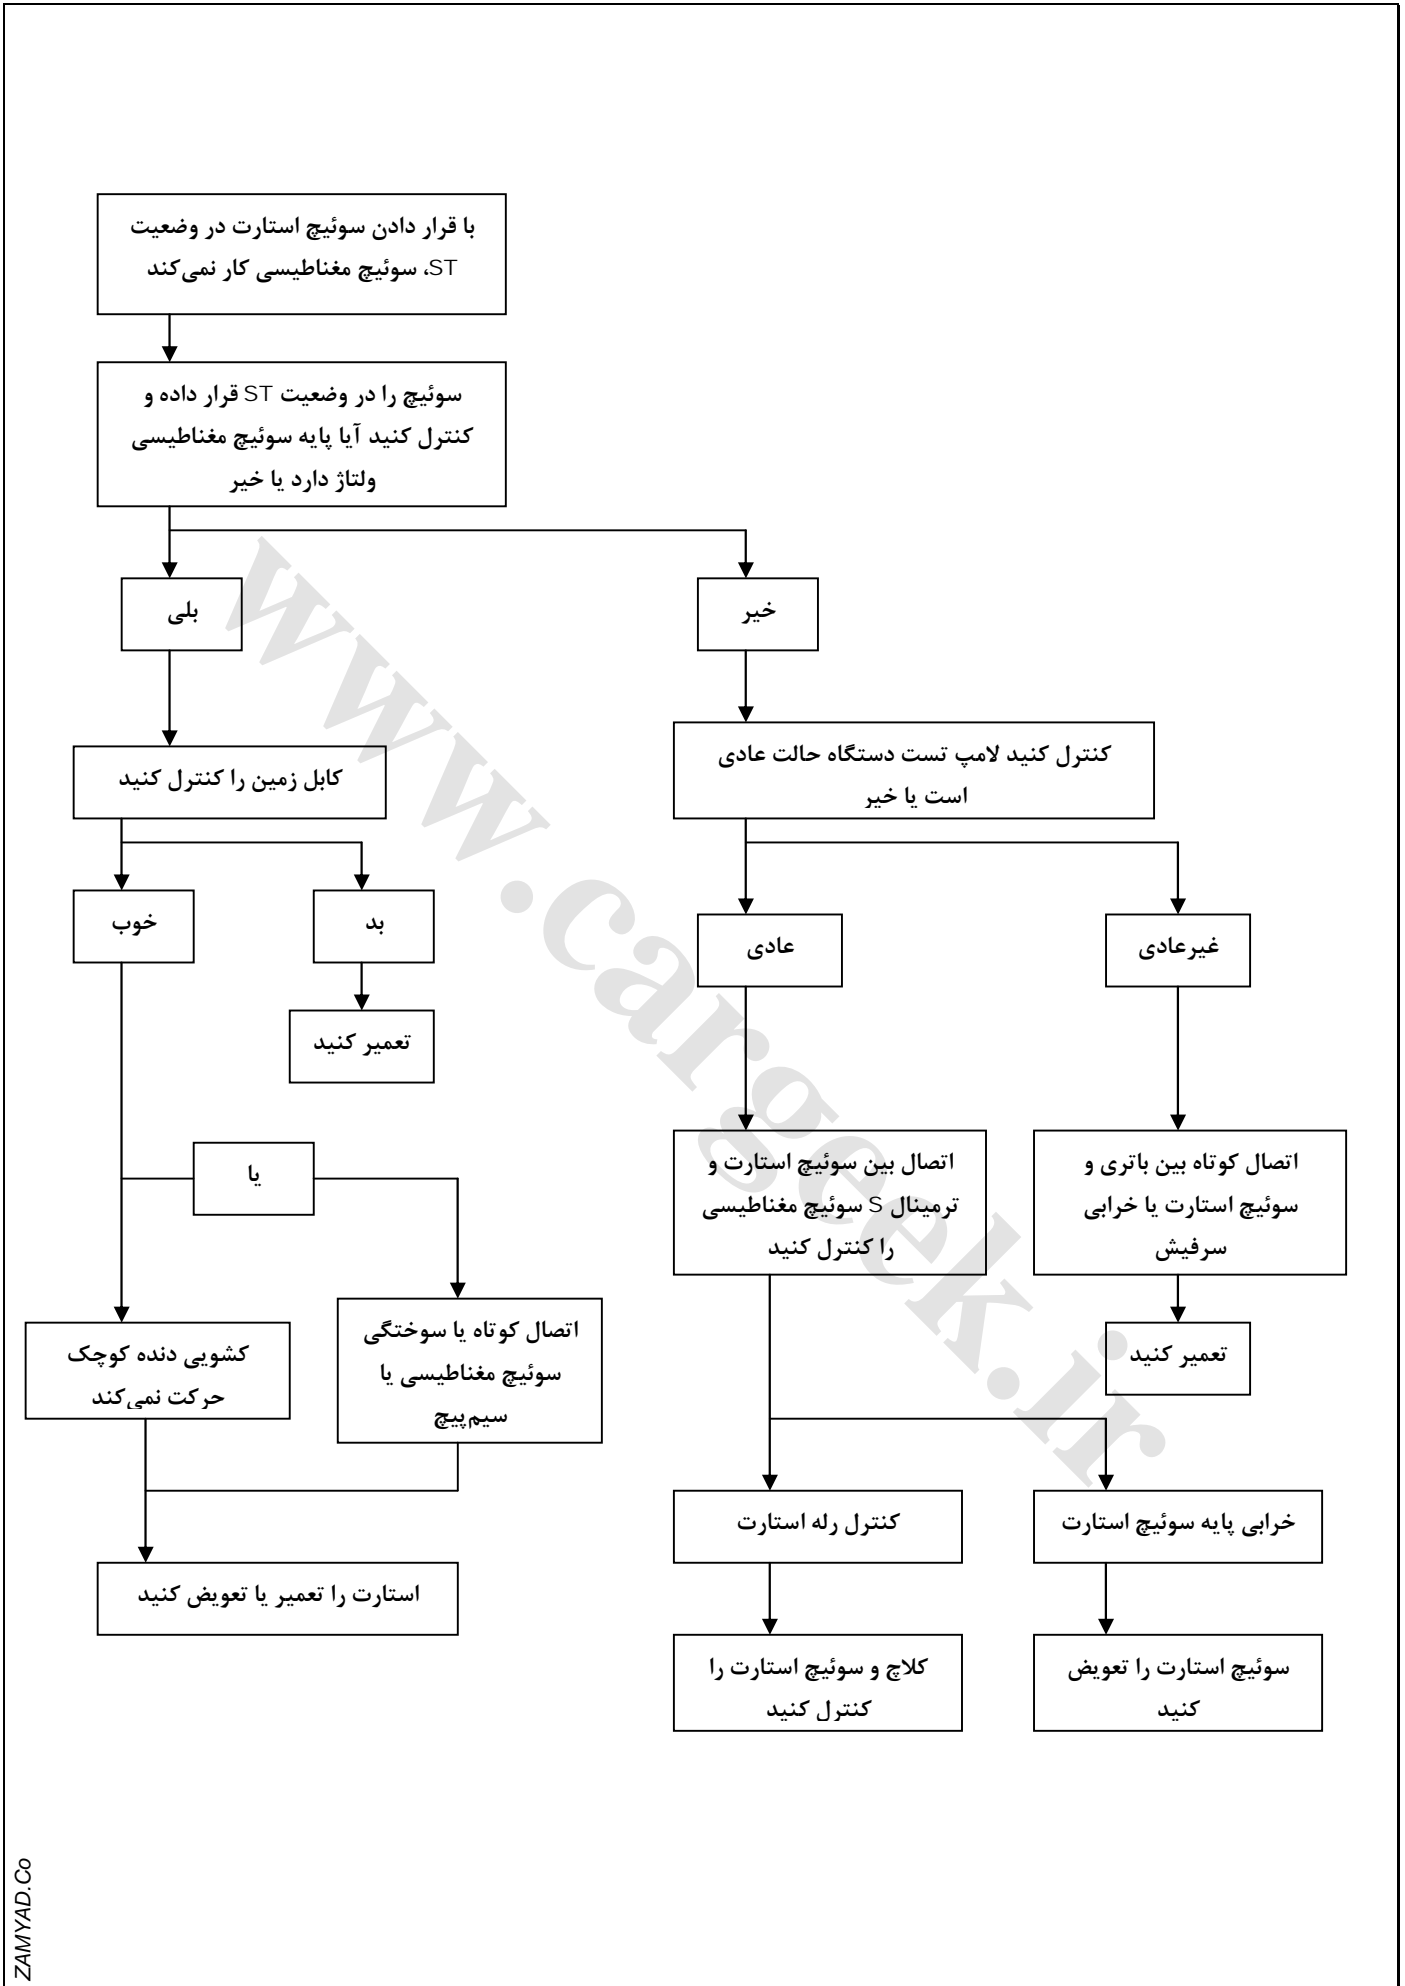 با قرار دادن سوئیچ استارت در وضعیت
ST، سوئیچ مغناطیسی کار نمی‌کند
سوئیچ را در وضعیت ST قرار داده و
کنترل کنید آیا پایه سوئیچ مغناطیسی
ولتاژ دارد یا خیر
بلی
خیر
کابل زمین را کنترل کنید
کنترل کنید لامپ تست دستگاه حالت عادی
است یا خیر
خوب
بد
عادی
غیرعادی
تعمیر کنید
یا
اتصال بین سوئیچ استارت و
ترمینال S سوئیچ مغناطیسی
را کنترل کنید
اتصال کوتاه بین باتری و
سوئیچ استارت یا خرابی
سرفیش
کشویی دنده کوچک
حرکت نمی‌کند
اتصال کوتاه یا سوختگی
سوئیچ مغناطیسی یا
سیم‌پیچ
تعمیر کنید
کنترل رله استارت
خرابی پایه سوئیچ استارت
استارت را تعمیر یا تعویض کنید
کلاچ و سوئیچ استارت را
کنترل کنید
سوئیچ استارت را تعویض
کنید
www.cargeek.ir
ZAMYAD.Co